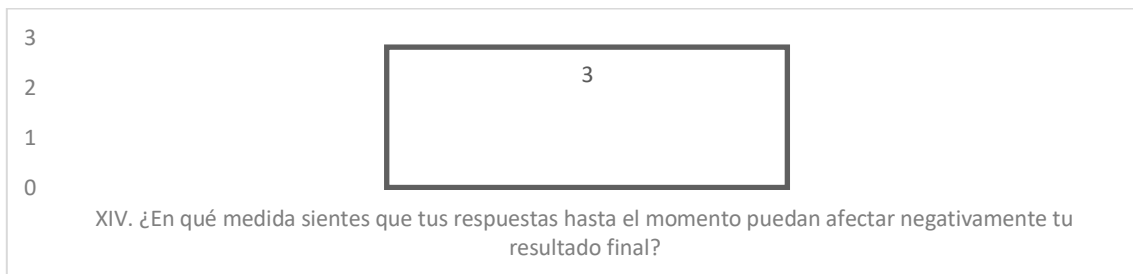 3
3
2
1
0
XIV. ¿En qué medida sientes que tus respuestas hasta el momento puedan afectar negativamente tu
resultado final?